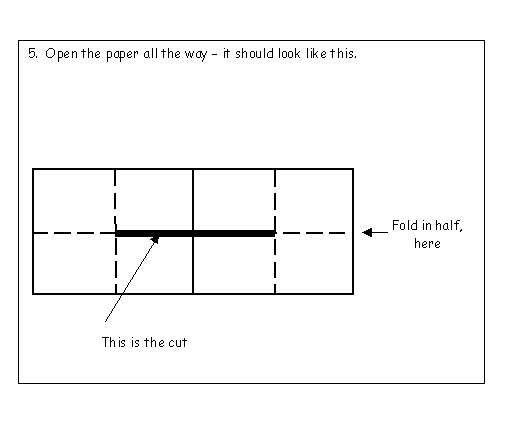 5. Open the paper all the way – it should look like this.
Fold in half,
here
This is the cut